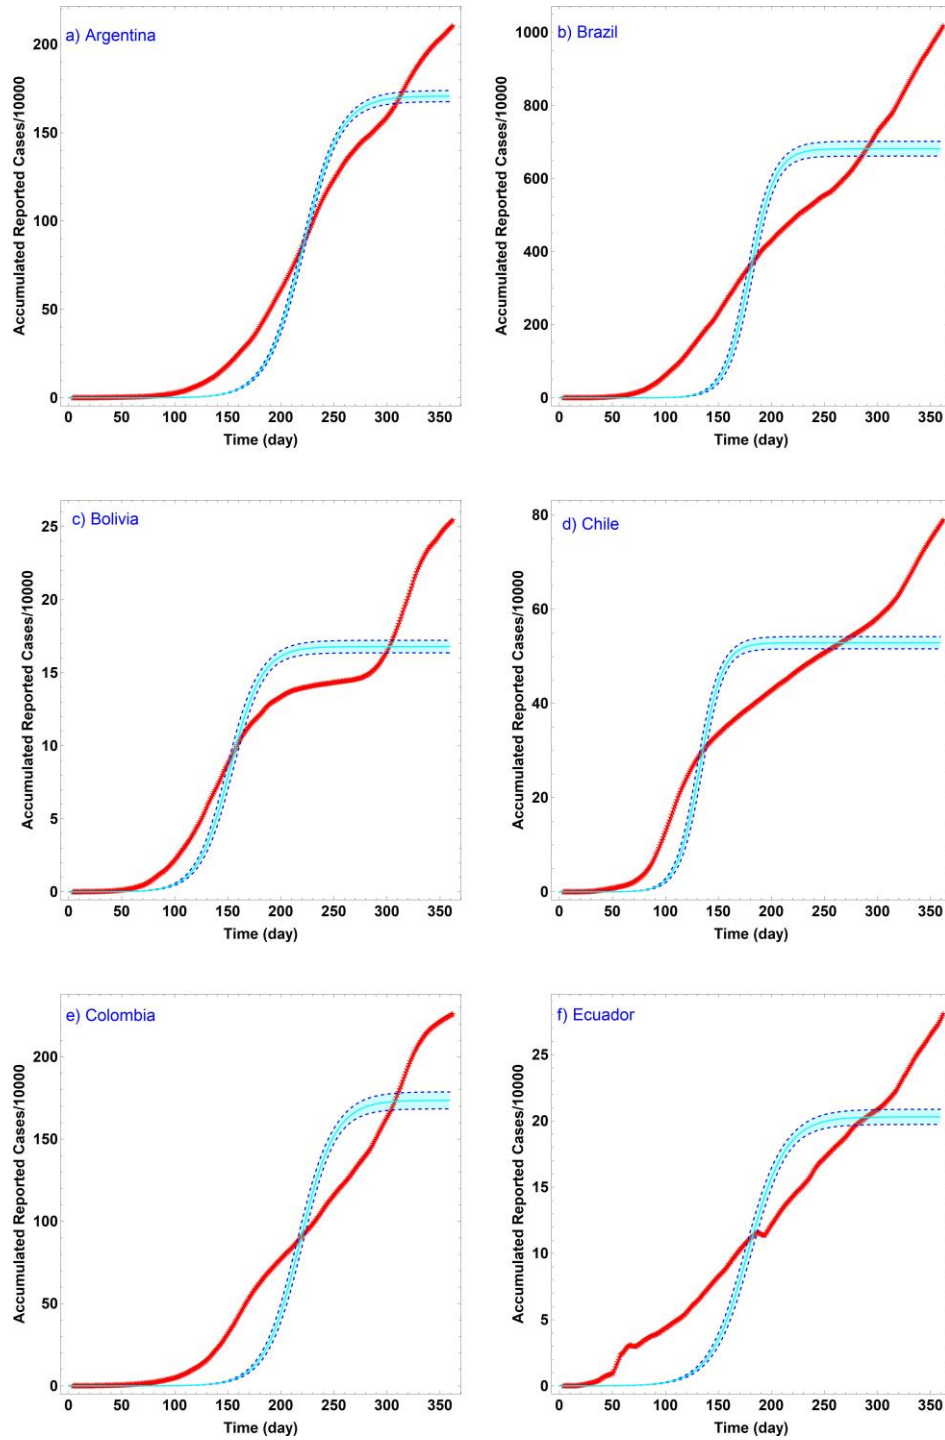 a) Argentina
Accumulated Reported Cases/10000
200
150
100
50
0
0 50 100 150 200 250 300 350
Time (day)
b) Brazil
Accumulated Reported Cases/10000
1000
800
600
400
200
0
0 50 100 150 200 250 300 350
Time (day)
c) Bolivia
Accumulated Reported Cases/10000
25
20
15
10
5
0
0 50 100 150 200 250 300 350
Time (day)
d) Chile
Accumulated Reported Cases/10000
80
60
40
20
0
0 50 100 150 200 250 300 350
Time (day)
e) Colombia
Accumulated Reported Cases/10000
200
150
100
50
0
0 50 100 150 200 250 300 350
Time (day)
f) Ecuador
Accumulated Reported Cases/10000
25
20
15
10
5
0
0 50 100 150 200 250 300 350
Time (day)